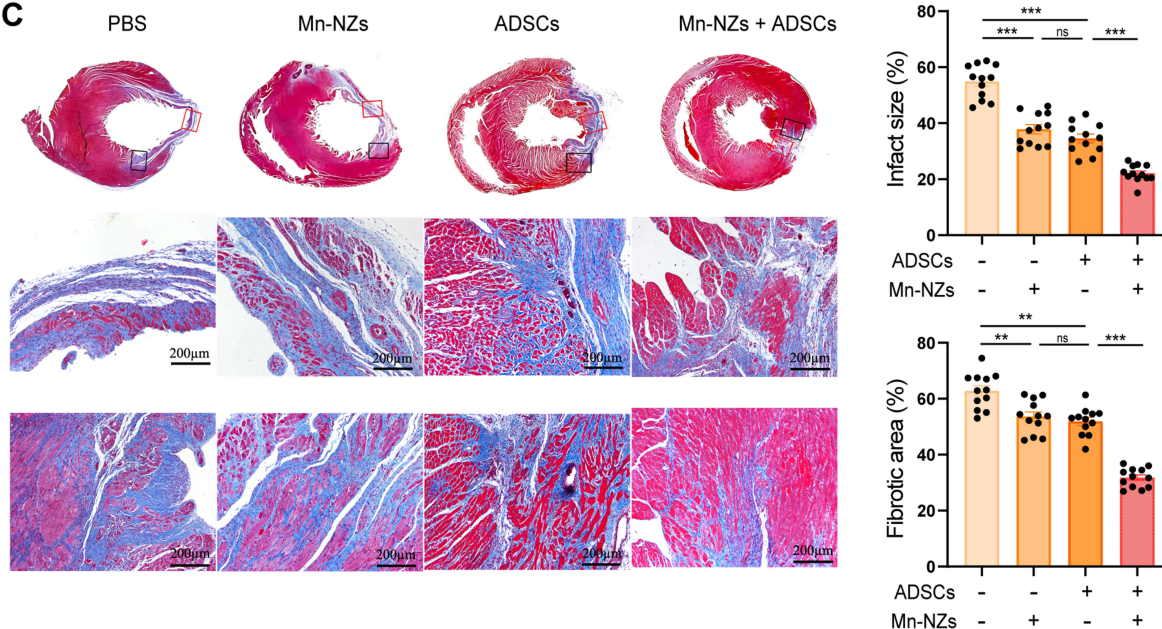 C
PBS
Mn-NZs
ADSCs
Mn-NZs + ADSCs
200μm
200μm
200μm
200μm
200μm
200μm
200μm
200μm
***
*** ns ***
Infact size (%)
80
60
40
20
0
ADSCs - - + +
Mn-NZs - + - +
**
** ns ***
Fibrotic area (%)
80
60
40
20
0
ADSCs - - + +
Mn-NZs - + - +